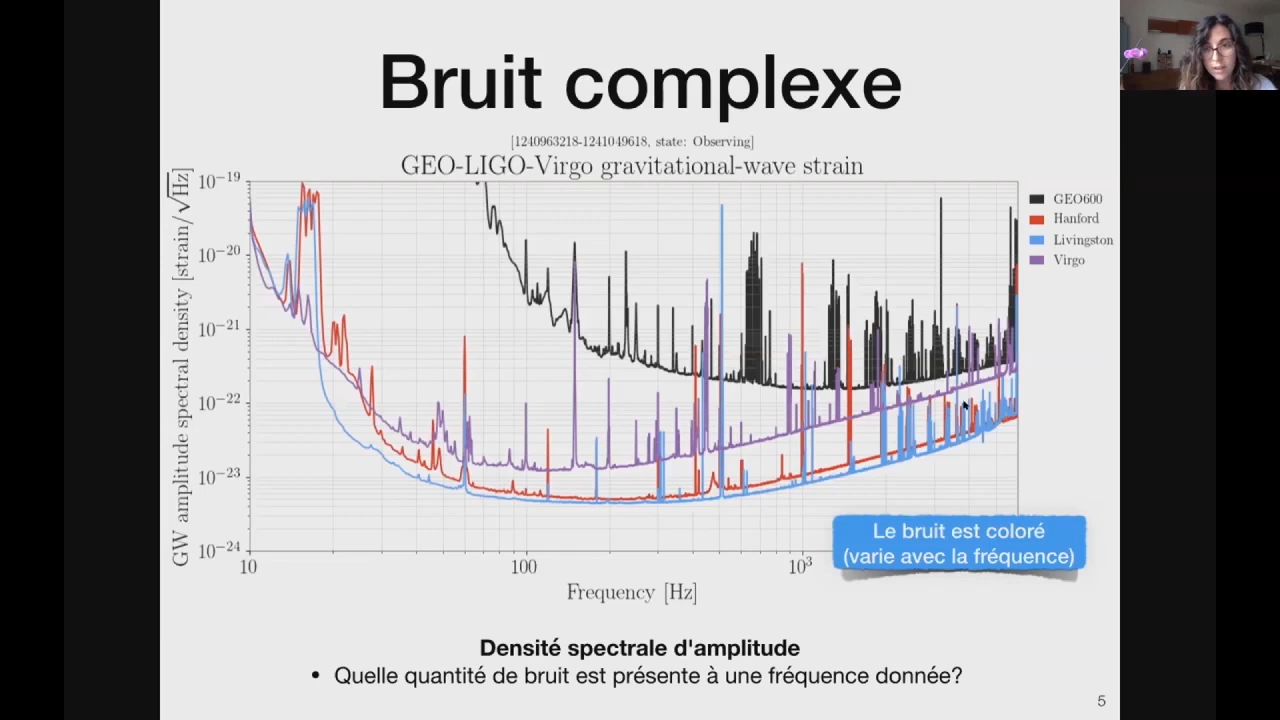 Bruit complexe
[1240963218-1241049618, state: Observing]
GEO-LIGO-Virgo gravitational-wave strain
GW amplitude spectral density [strain/√Hz]
10⁻¹⁹
10⁻²⁰
10⁻²¹
10⁻²²
10⁻²³
10⁻²⁴
GEO600
Hanford
Livingston
Virgo
Le bruit est coloré
(varie avec la fréquence)
10
100
10³
Frequency [Hz]
Densité spectrale d'amplitude
• Quelle quantité de bruit est présente à une fréquence donnée?
5